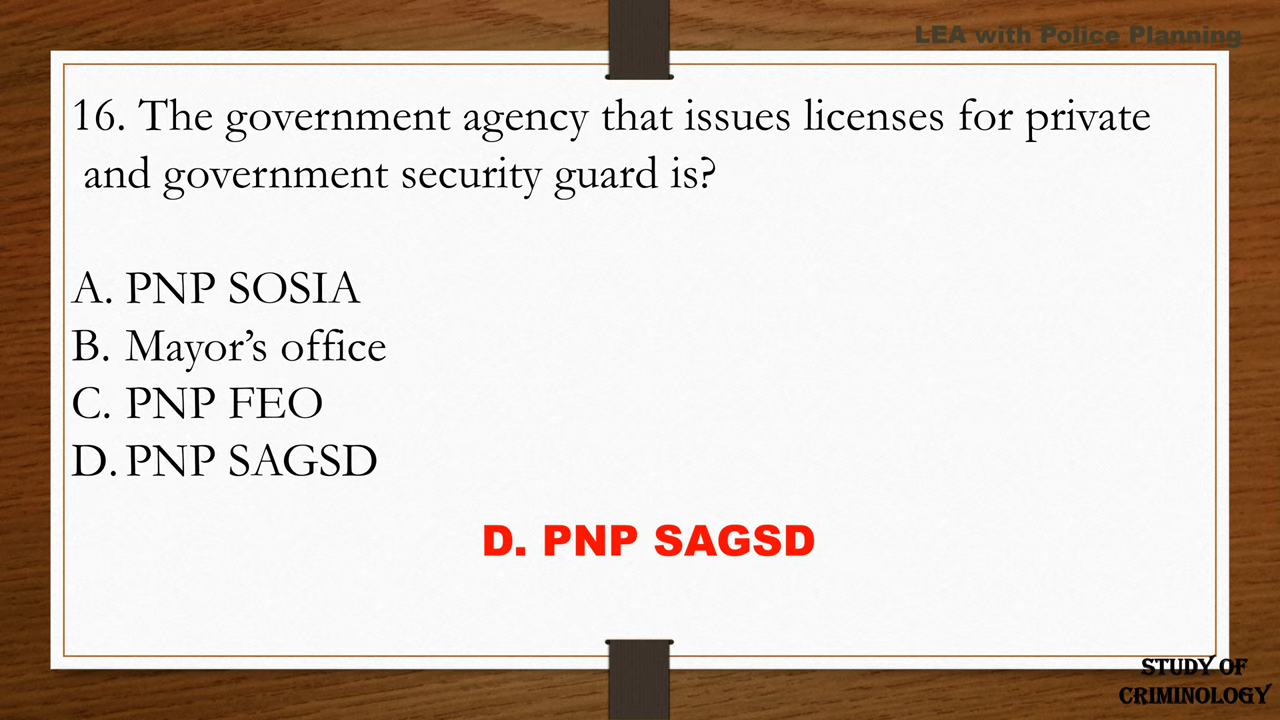 LEA with Police Planning
16. The government agency that issues licenses for private
and government security guard is?
A. PNP SOSIA
B. Mayor’s office
C. PNP FEO
D. PNP SAGSD
D. PNP SAGSD
STUDY OF
CRIMINOLOGY